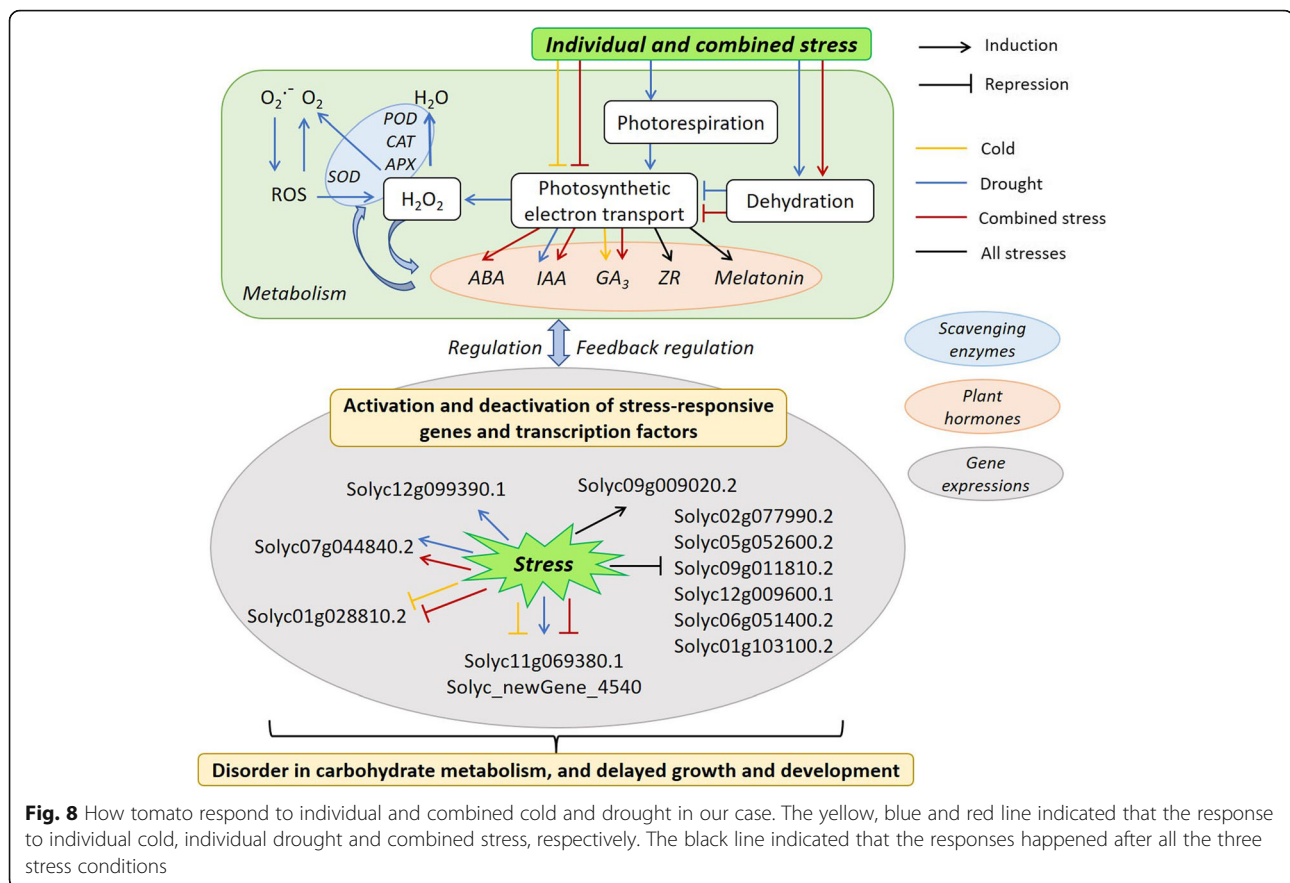 Individual and combined stress
Induction
Repression
O₂·⁻ O₂
H₂O
POD
CAT
APX
SOD
ROS
H₂O₂
Photorespiration
Photosynthetic
electron transport
Dehydration
ABA IAA GA₃ ZR Melatonin
Metabolism
Cold
Drought
Combined stress
All stresses
Scavenging
enzymes
Plant
hormones
Gene
expressions
Regulation Feedback regulation
Activation and deactivation of stress-responsive
genes and transcription factors
Solyc12g099390.1
Solyc09g009020.2
Solyc07g044840.2
Solyc01g028810.2
Stress
Solyc02g077990.2
Solyc05g052600.2
Solyc09g011810.2
Solyc12g009600.1
Solyc06g051400.2
Solyc01g103100.2
Solyc11g069380.1
Solyc_newGene_4540
Disorder in carbohydrate metabolism, and delayed growth and development
Fig. 8 How tomato respond to individual and combined cold and drought in our case. The yellow, blue and red line indicated that the response
to individual cold, individual drought and combined stress, respectively. The black line indicated that the responses happened after all the three
stress conditions